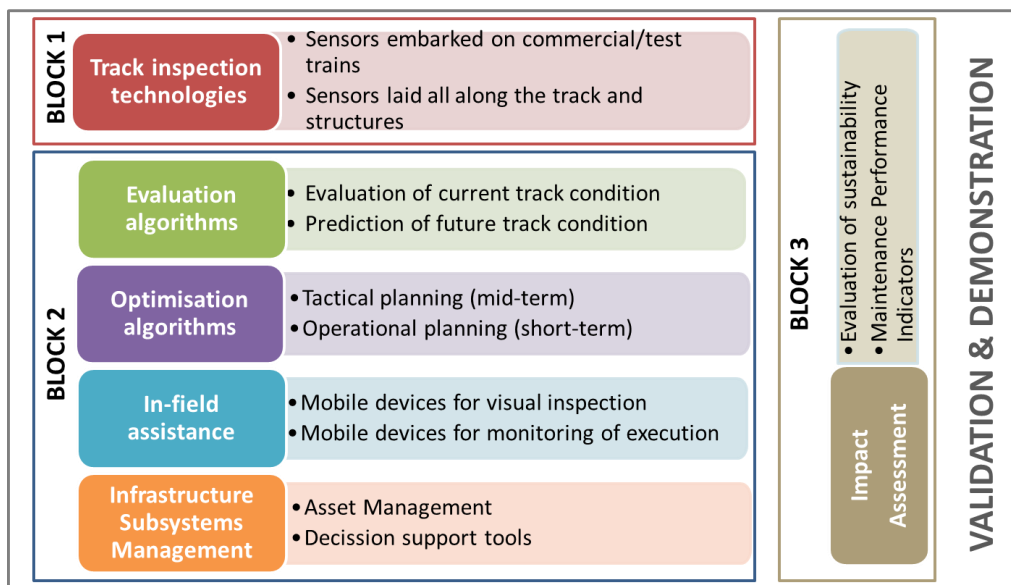 BLOCK 1
Track inspection
technologies
• Sensors embarked on commercial/test
trains
• Sensors laid all along the track and
structures
BLOCK 2
Evaluation
algorithms
• Evaluation of current track condition
• Prediction of future track condition
Optimisation
algorithms
• Tactical planning (mid-term)
• Operational planning (short-term)
In-field
assistance
• Mobile devices for visual inspection
• Mobile devices for monitoring of execution
Infrastructure
Subsystems
Management
• Asset Management
• Decission support tools
BLOCK 3
Impact
Assessment
• Evaluation of sustainability
• Maintenance Performance
Indicators
VALIDATION & DEMONSTRATION